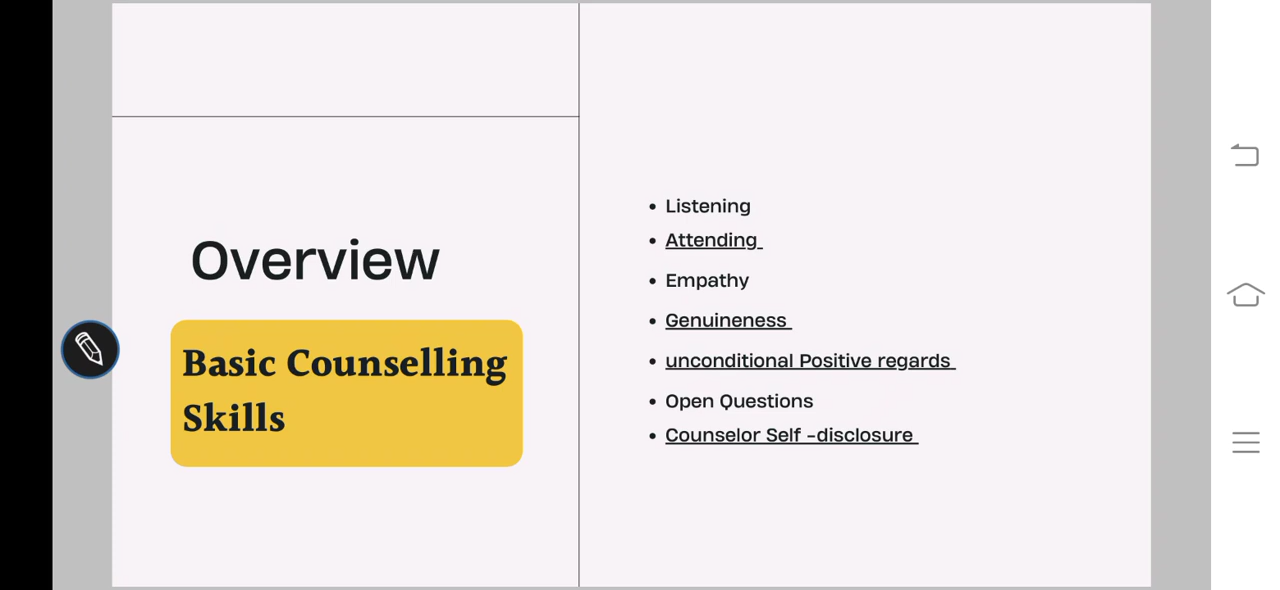 Overview
Basic Counselling
Skills
• Listening
• Attending
• Empathy
• Genuineness
• unconditional Positive regards
• Open Questions
• Counselor Self -disclosure